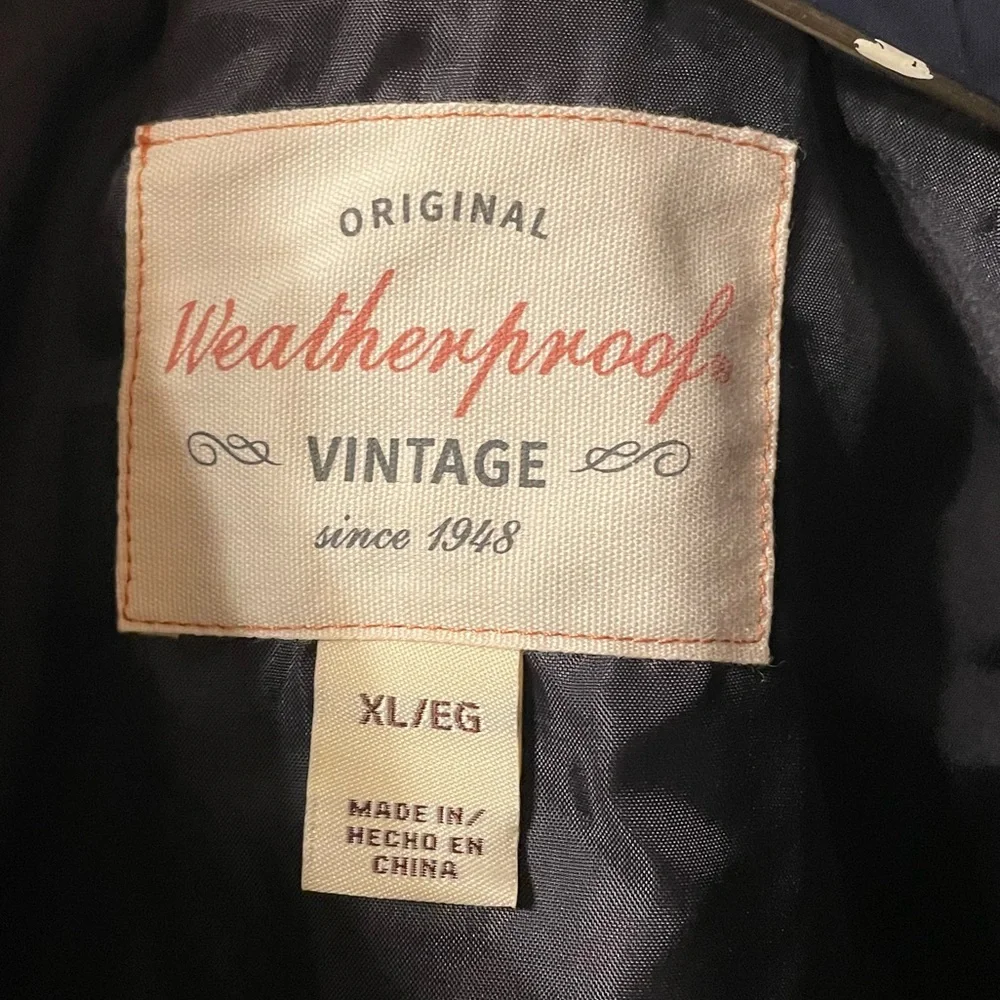 ORIGINAL
Weatherproof®
VINTAGE
since 1948
XL/EG
MADE IN/
HECHO EN
CHINA